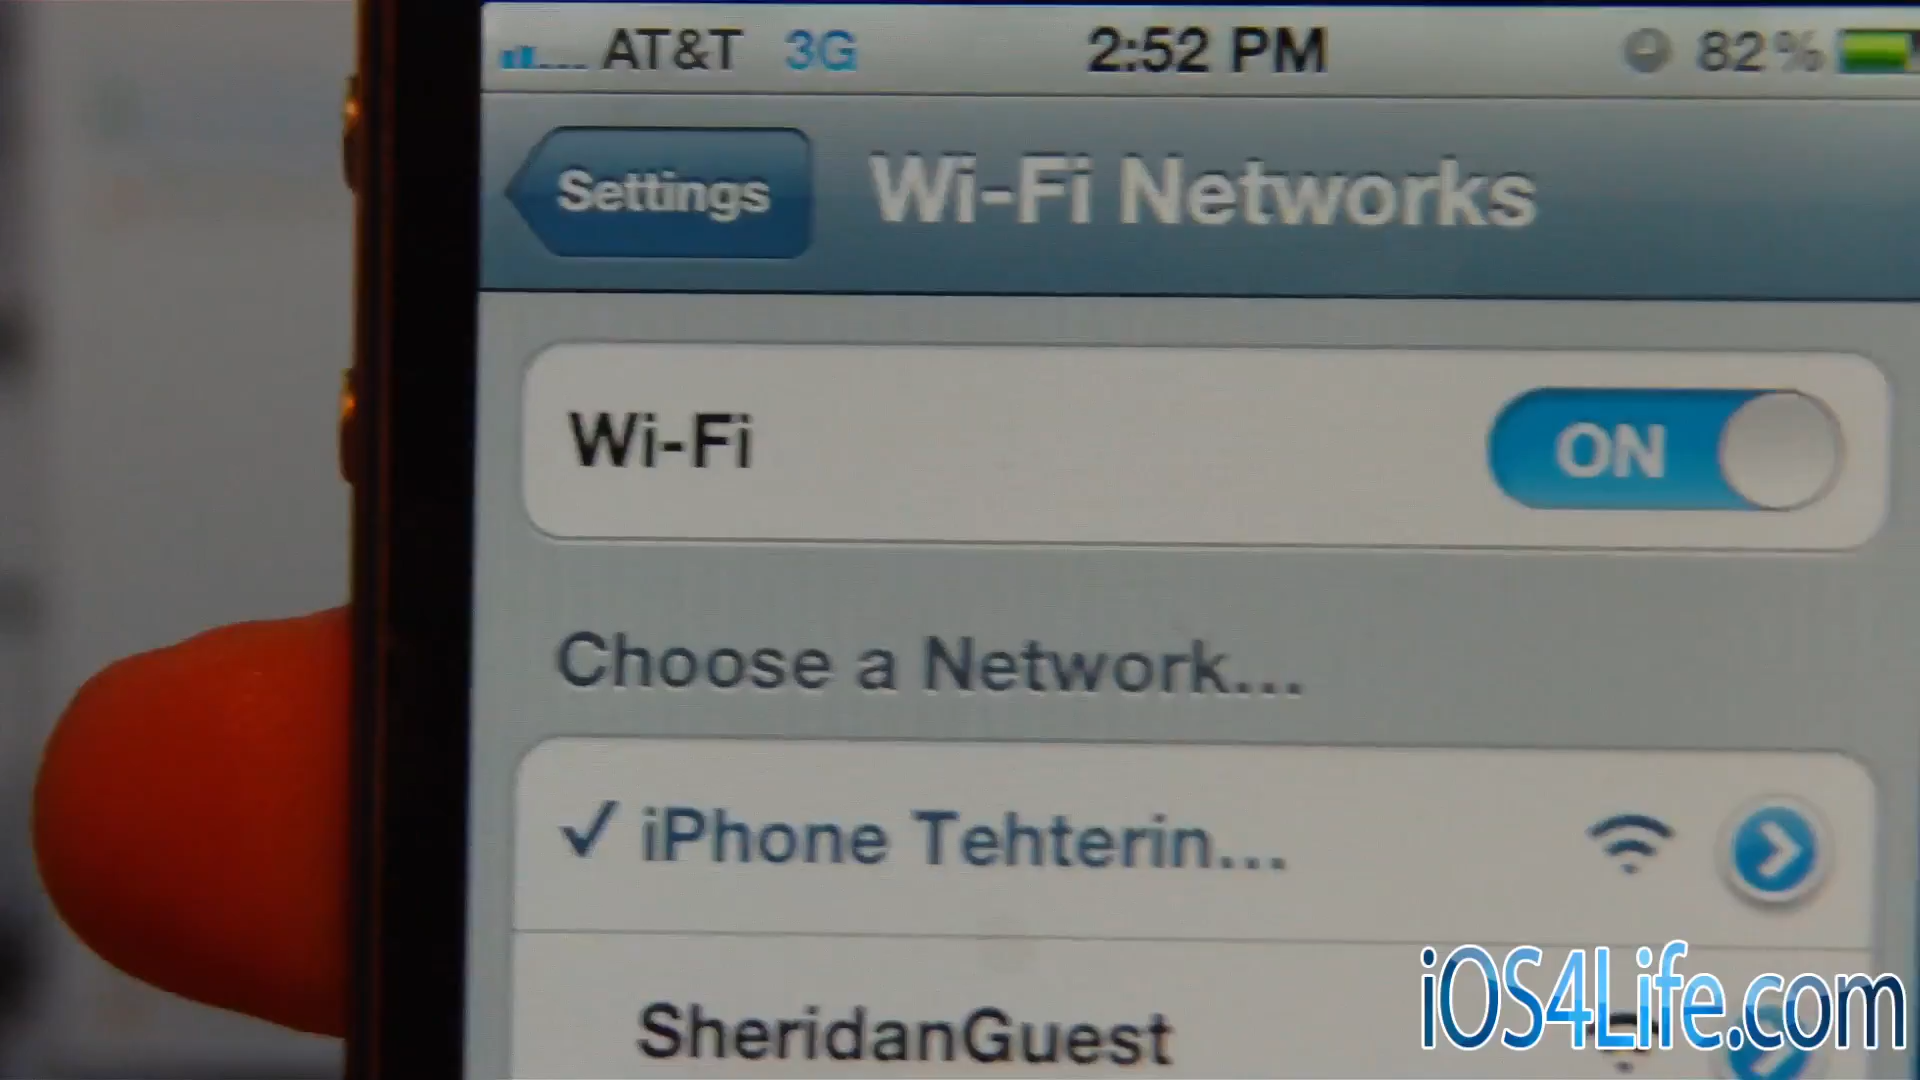 AT&T 3G 2:52 PM 82%
Settings
Wi-Fi Networks
Wi-Fi ON
Choose a Network...
✓ iPhone Tehterin...
SheridanGuest
iOS4Life.com